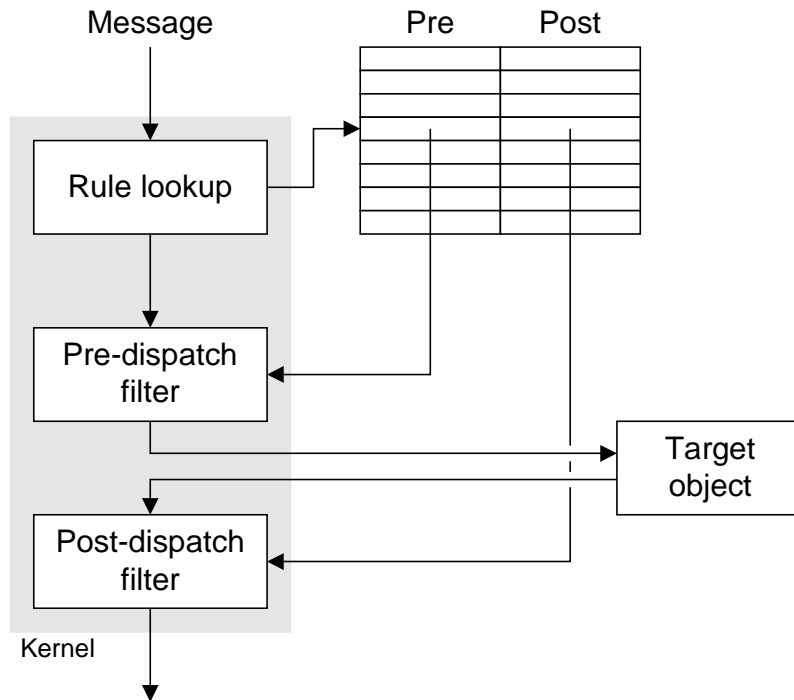 Message
Pre
Post
Rule lookup
Pre-dispatch
filter
Target
object
Post-dispatch
filter
Kernel